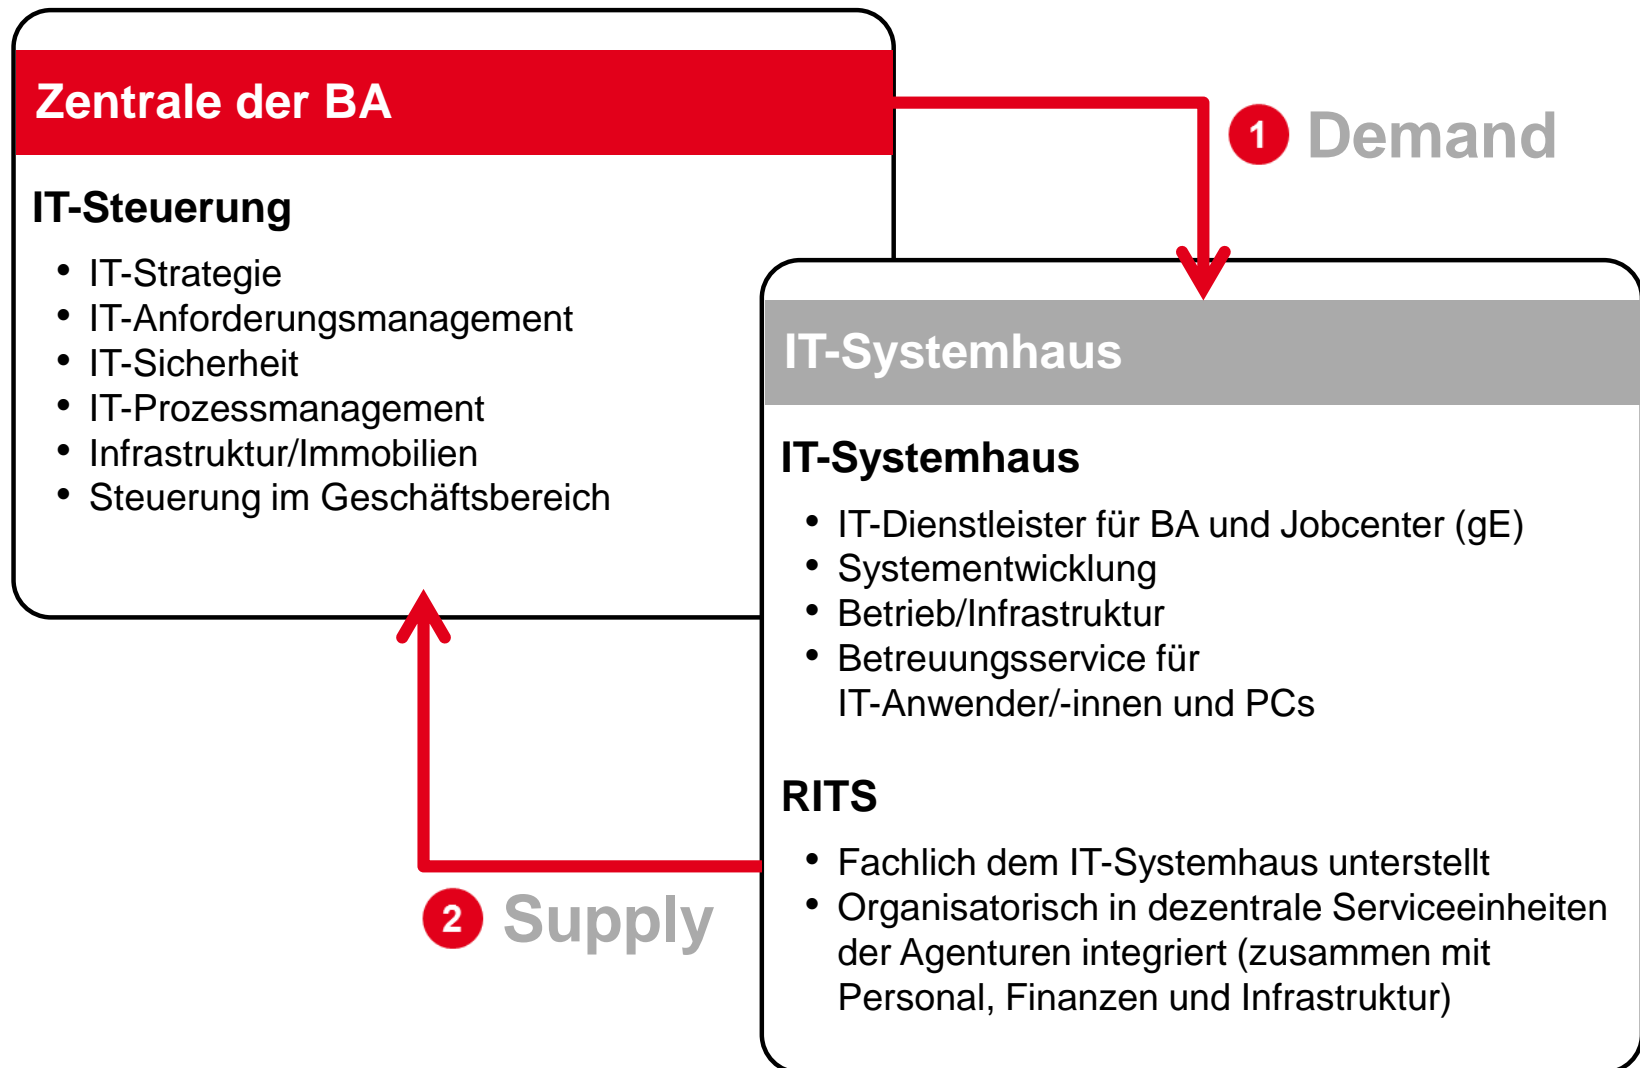 Zentrale der BA
IT-Steuerung
• IT-Strategie
• IT-Anforderungsmanagement
• IT-Sicherheit
• IT-Prozessmanagement
• Infrastruktur/Immobilien
• Steuerung im Geschäftsbereich
1 Demand
IT-Systemhaus
IT-Systemhaus
• IT-Dienstleister für BA und Jobcenter (gE)
• Systementwicklung
• Betrieb/Infrastruktur
• Betreuungsservice für
IT-Anwender/-innen und PCs
RITS
• Fachlich dem IT-Systemhaus unterstellt
• Organisatorisch in dezentrale Serviceeinheiten
der Agenturen integriert (zusammen mit
Personal, Finanzen und Infrastruktur)
2 Supply